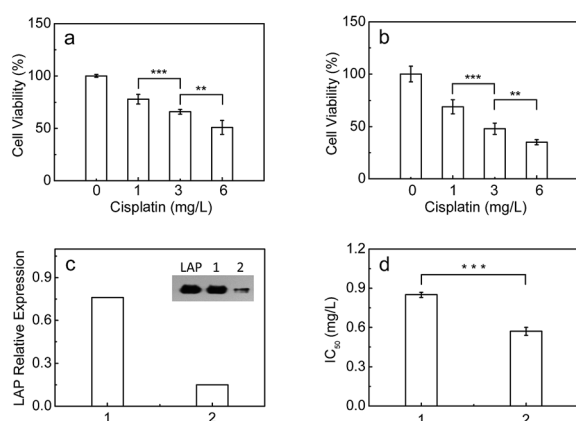 a
Cell Viability (%)
150
100
50
0
***
**
0 1 3 6
Cisplatin (mg/L)
b
Cell Viability (%)
150
100
75
50
25
0
***
**
0 1 3 6
Cisplatin (mg/L)
c
LAP Relative Expression
0.9
0.6
0.3
0.0
LAP 1 2
1 2
d
IC50 (mg/L)
1.2
0.9
0.6
0.3
0.0
***
1 2